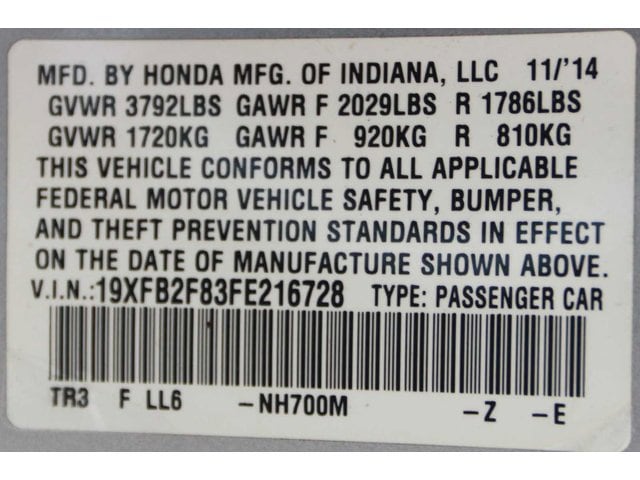 MFD. BY HONDA MFG. OF INDIANA, LLC 11/'14
GVWR 3792LBS GAWR F 2029LBS R 1786LBS
GVWR 1720KG GAWR F 920KG R 810KG
THIS VEHICLE CONFORMS TO ALL APPLICABLE
FEDERAL MOTOR VEHICLE SAFETY, BUMPER,
AND THEFT PREVENTION STANDARDS IN EFFECT
ON THE DATE OF MANUFACTURE SHOWN ABOVE.
V.I.N.:19XFB2F83FE216728 TYPE: PASSENGER CAR
TR3 F LL6 -NH700M -Z -E